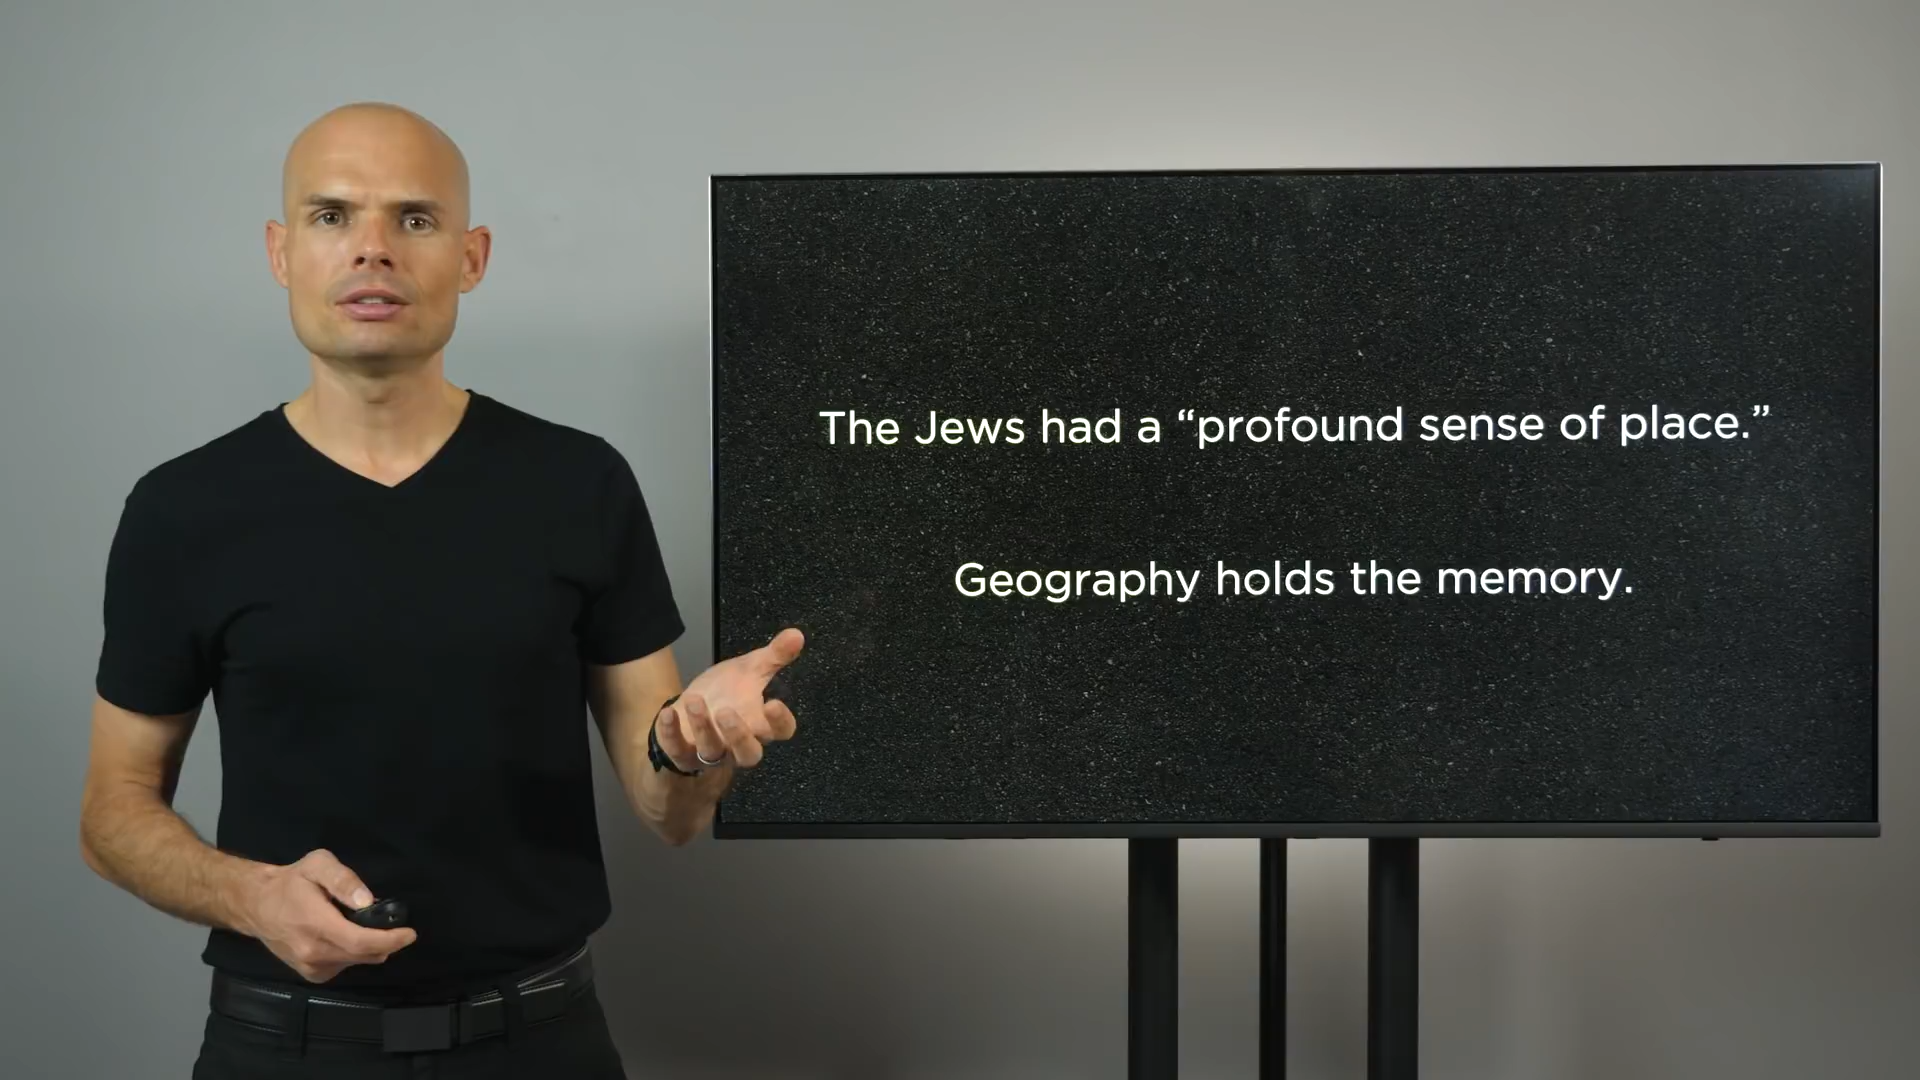 The Jews had a “profound sense of place.”
Geography holds the memory.